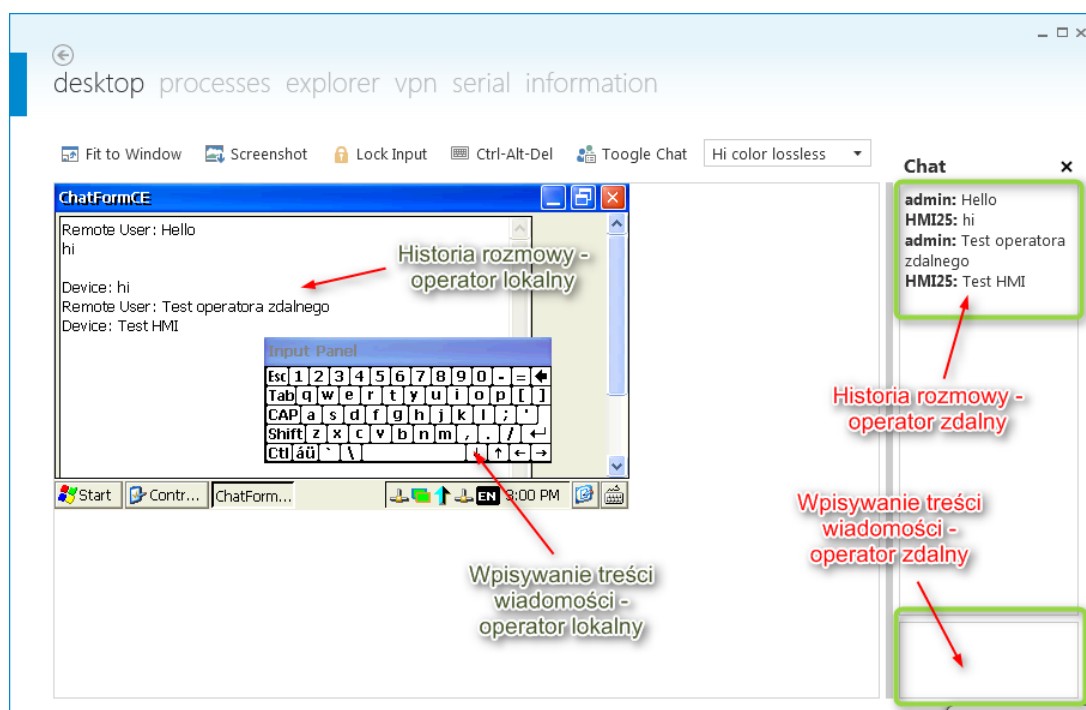 desktop processes explorer vpn serial information
Fit to Window Screenshot Lock Input Ctrl-Alt-Del Toogle Chat Hi color lossless
Chat
admin: Hello
HMI25: hi
admin: Test operatora
zdalnego
HMI25: Test HMI
ChatFormCE
Remote User: Hello
hi
Device: hi
Remote User: Test operatora zdalnego
Device: Test HMI
Historia rozmowy -
operator lokalny
Input Panel
Esc 1 2 3 4 5 6 7 8 9 0 - =
Tab q w e r t y u i o p [ ]
CAP a s d f g h j k l ; '
Shift z x c v b n m , . /
Ctl áü ` \
Start Contr... ChatForm... EN 3:00 PM
Historia rozmowy -
operator zdalny
Wpisywanie treści
wiadomości -
operator lokalny
Wpisywanie treści
wiadomości -
operator zdalny